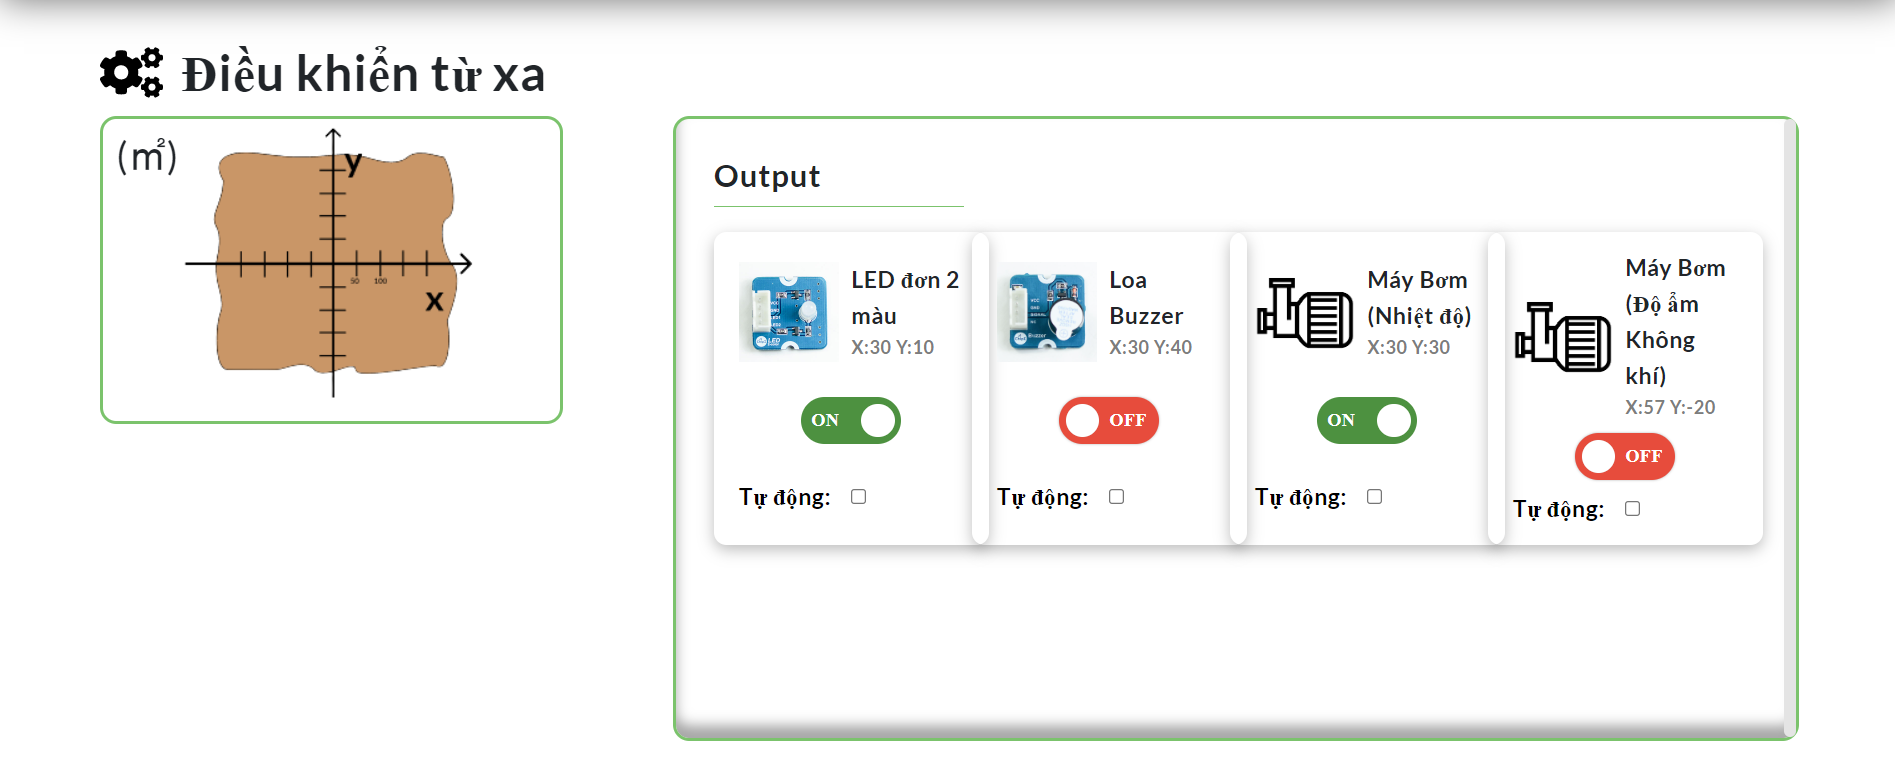 Điều khiển từ xa
(m²)
y
50 100
x
Output
LED đơn 2
màu
X:30 Y:10
ON
Tự động:
Loa
Buzzer
X:30 Y:40
OFF
Tự động:
Máy Bơm
(Nhiệt độ)
X:30 Y:30
ON
Tự động:
Máy Bơm
(Độ ẩm
Không
khí)
X:57 Y:-20
OFF
Tự động: